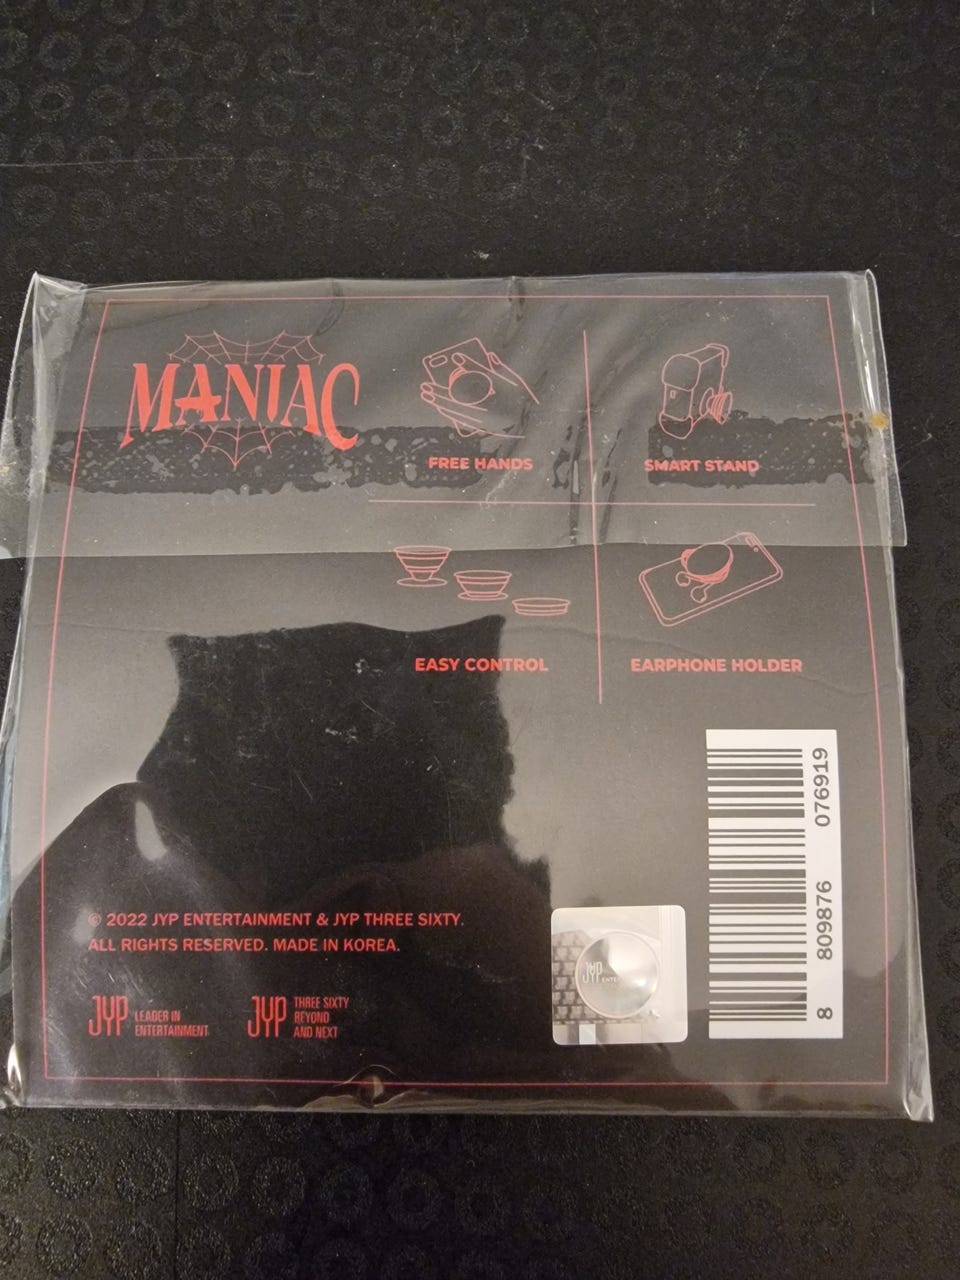 MANIAC
FREE HANDS
SMART STAND
EASY CONTROL
EARPHONE HOLDER
8 809876 076919
© 2022 JYP ENTERTAINMENT & JYP THREE SIXTY.
ALL RIGHTS RESERVED. MADE IN KOREA.
JYP LEADER IN
ENTERTAINMENT
JYP THREE SIXTY
BEYOND
AND NEXT
JYP